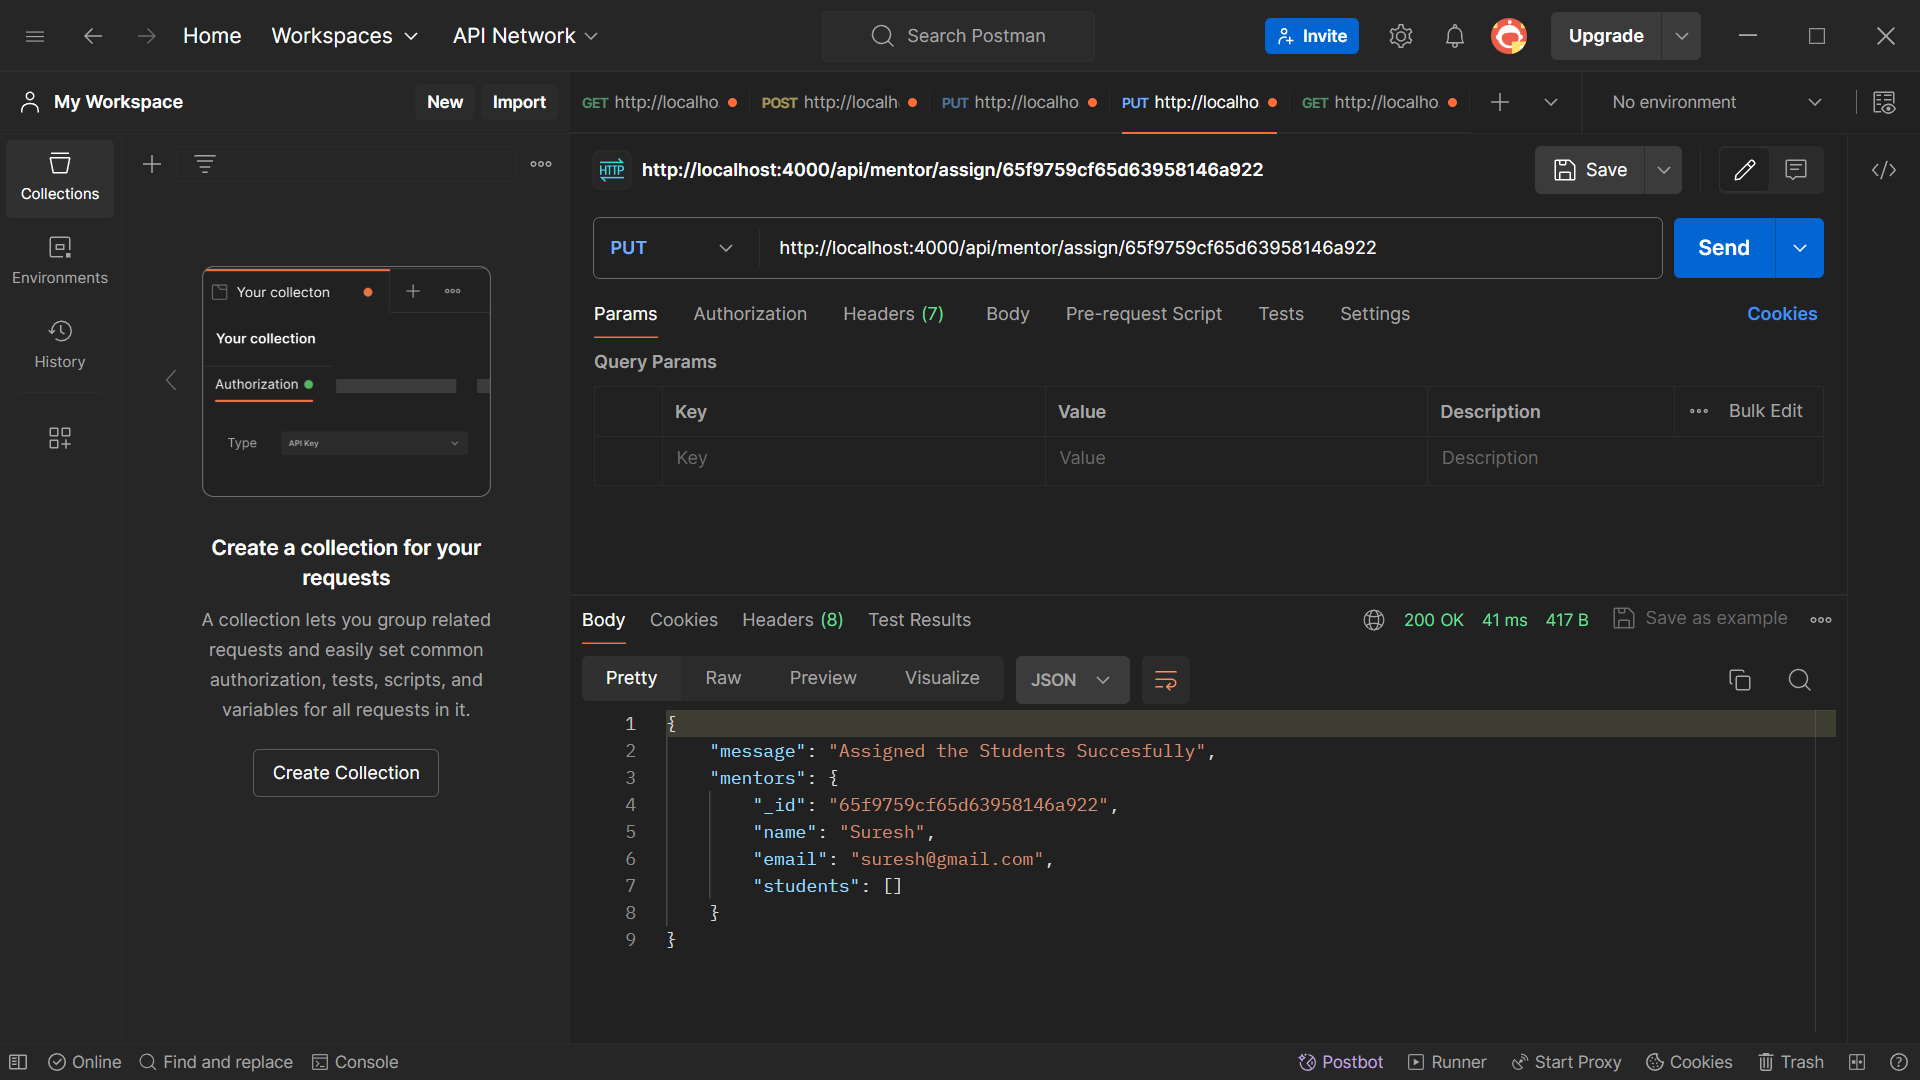 Home Workspaces API Network Search Postman Invite Upgrade
My Workspace New Import GET http://localho POST http://localh PUT http://localho PUT http://localho GET http://localho No environment
Collections
Environments
History
Your collecton
Your collection
Authorization
Type API Key
Create a collection for your
requests
A collection lets you group related
requests and easily set common
authorization, tests, scripts, and
variables for all requests in it.
Create Collection
HTTP http://localhost:4000/api/mentor/assign/65f9759cf65d63958146a922 Save
PUT http://localhost:4000/api/mentor/assign/65f9759cf65d63958146a922 Send
Params Authorization Headers (7) Body Pre-request Script Tests Settings Cookies
Query Params
Key Value Description Bulk Edit
Key Value Description
Body Cookies Headers (8) Test Results 200 OK 41 ms 417 B Save as example
Pretty Raw Preview Visualize JSON
1 {
2 "message": "Assigned the Students Succesfully",
3 "mentors": {
4 "_id": "65f9759cf65d63958146a922",
5 "name": "Suresh",
6 "email": "suresh@gmail.com",
7 "students": []
8 }
9 }
Online Find and replace Console Postbot Runner Start Proxy Cookies Trash